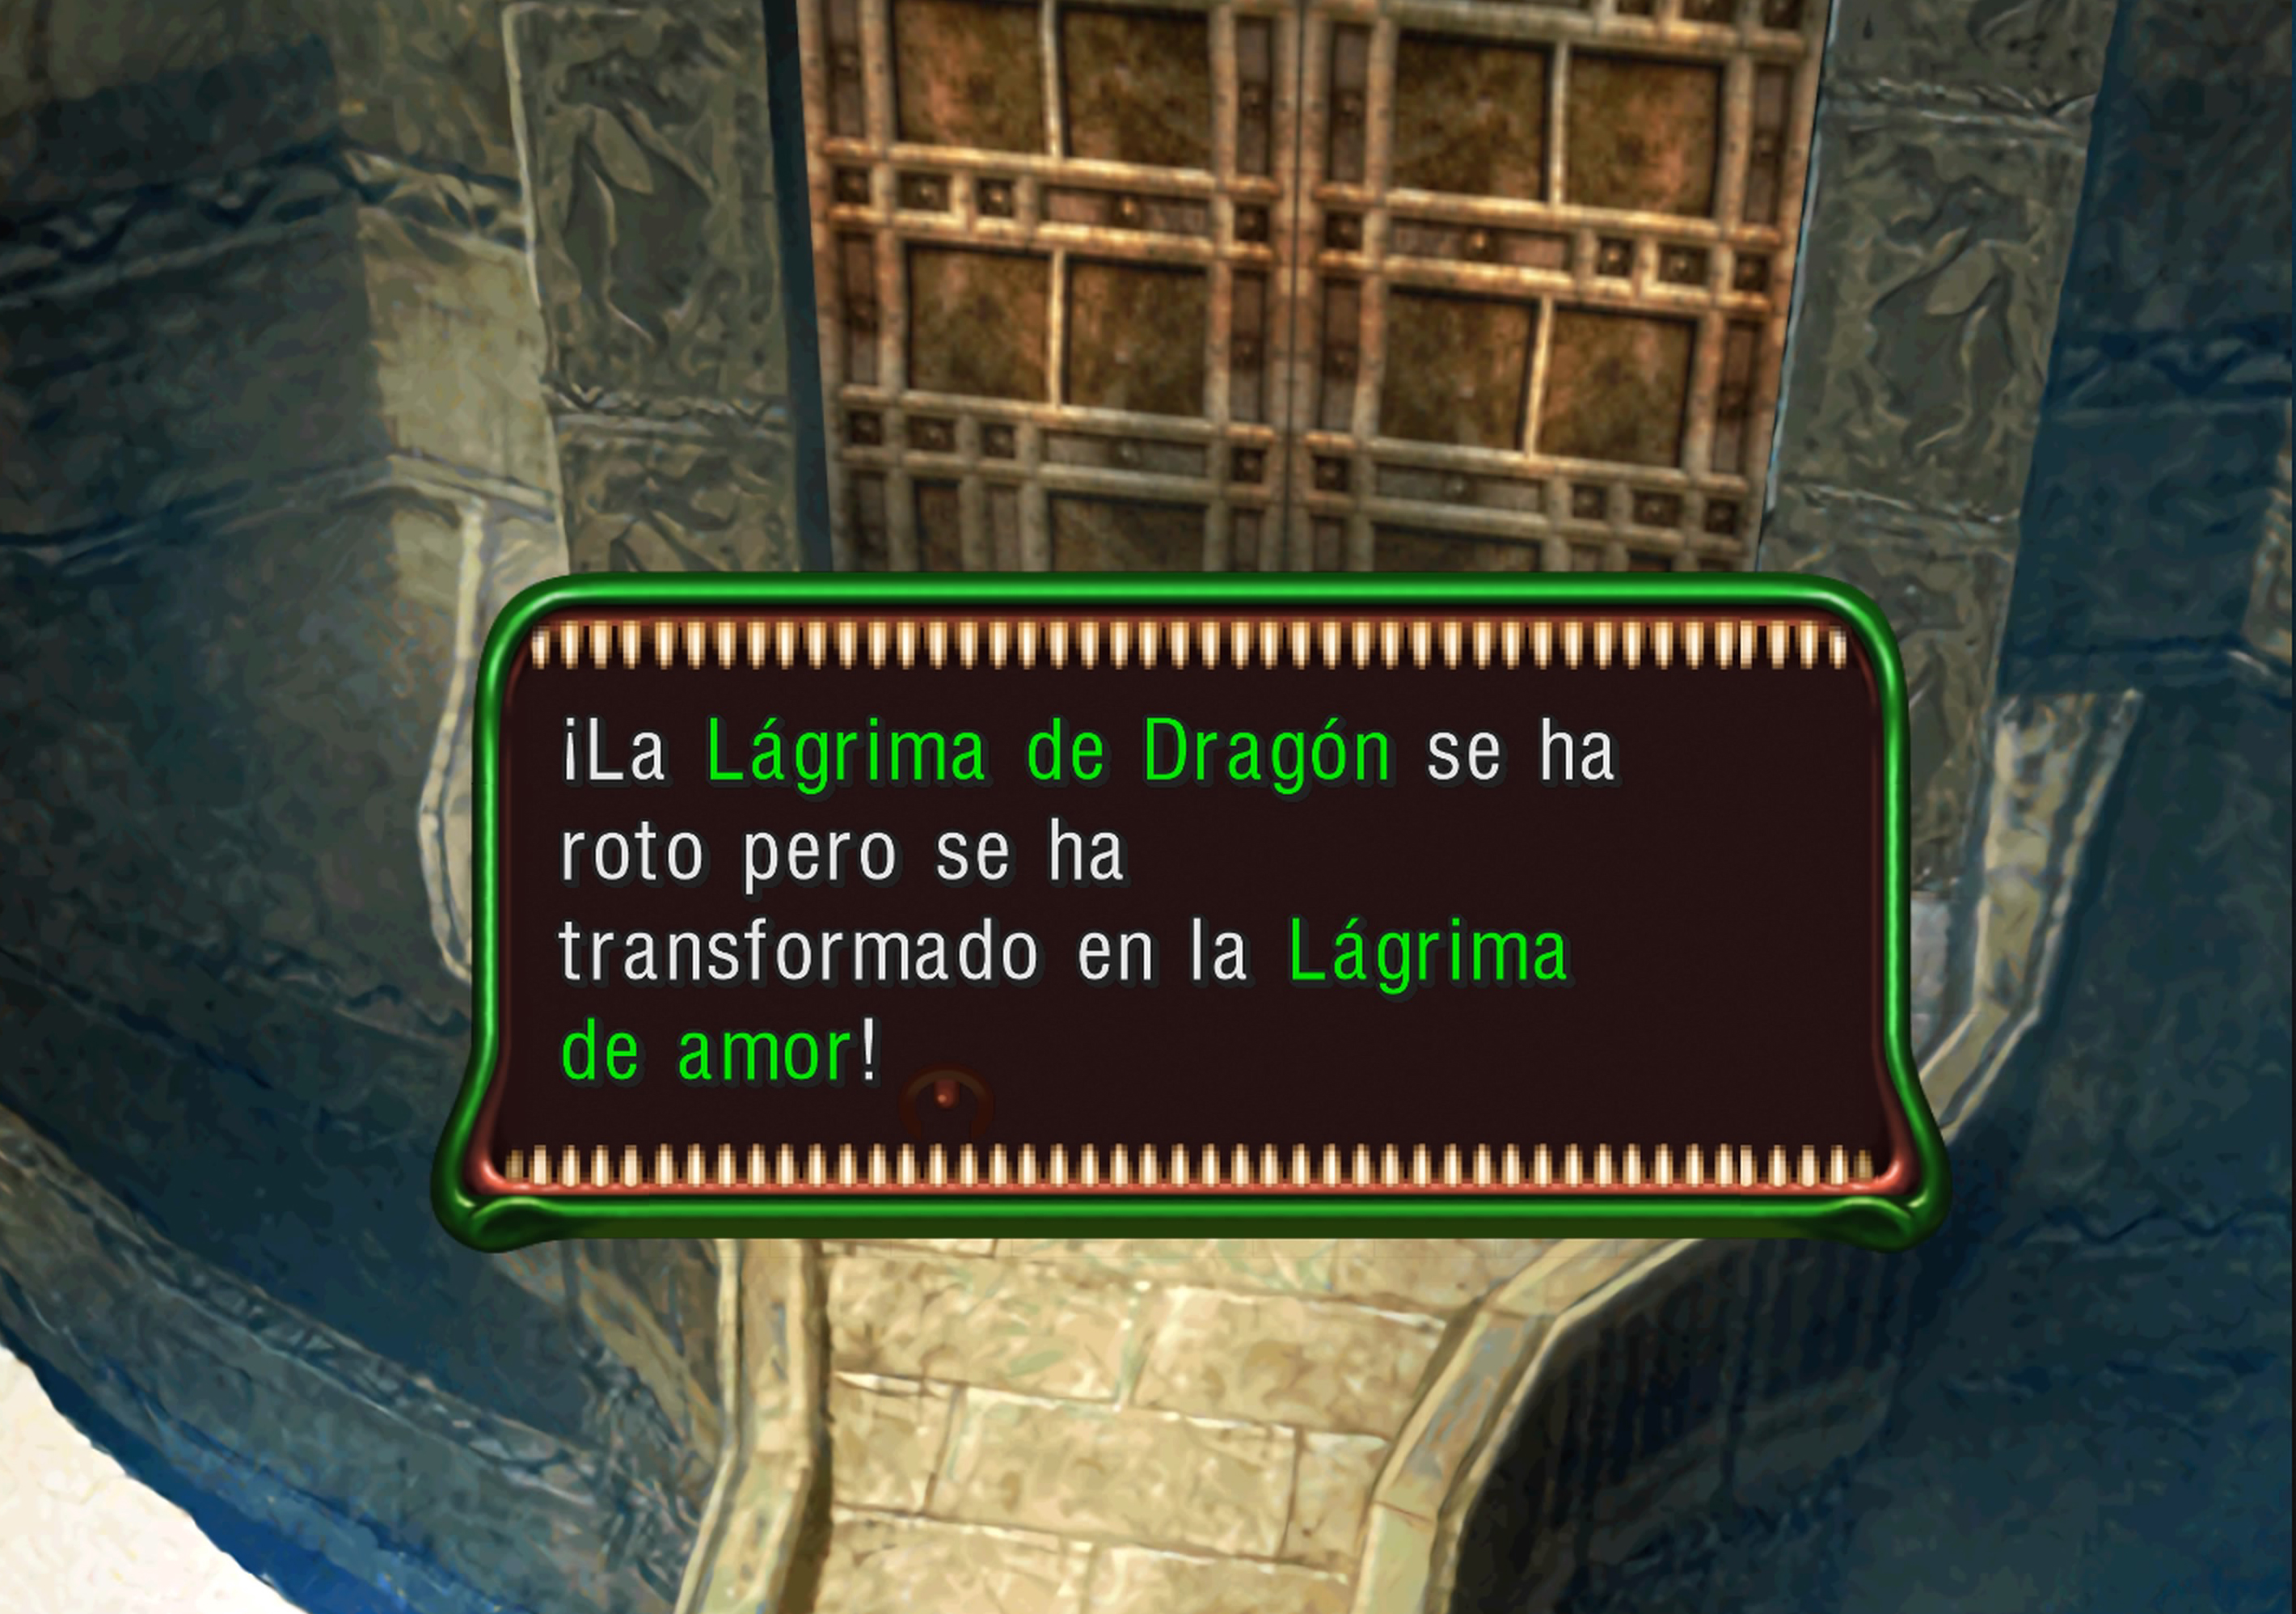 ¡La Lágrima de Dragón se ha
roto pero se ha
transformado en la Lágrima
de amor!